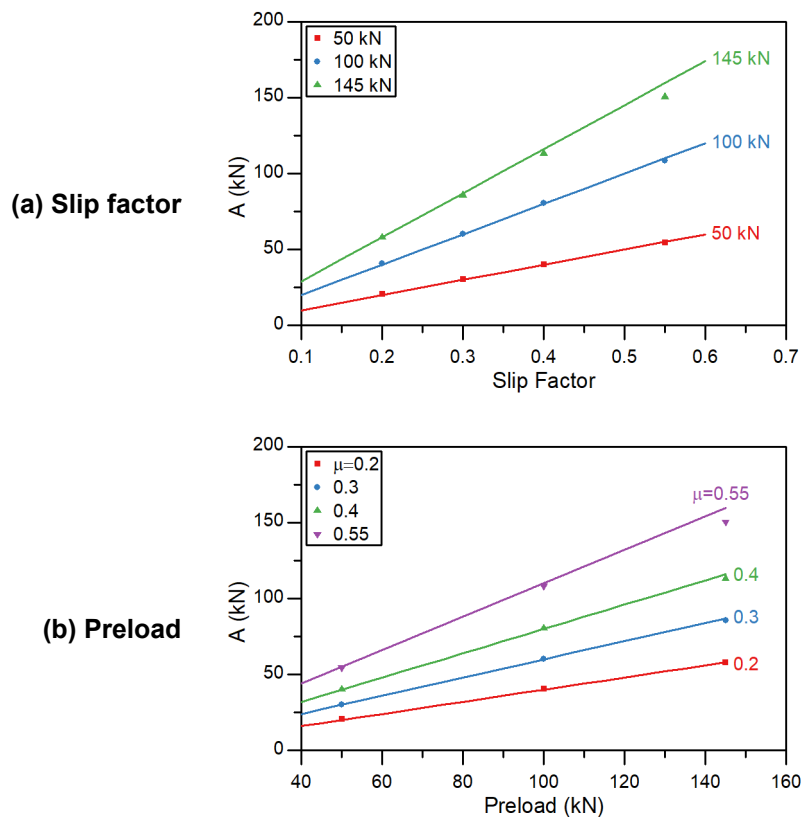 (a) Slip factor
A (kN)
200
150
100
50
0
50 kN
100 kN
145 kN
145 kN
100 kN
50 kN
0.1 0.2 0.3 0.4 0.5 0.6 0.7
Slip Factor
(b) Preload
A (kN)
200
150
100
50
0
μ=0.2
0.3
0.4
0.55
μ=0.55
0.4
0.3
0.2
40 60 80 100 120 140 160
Preload (kN)